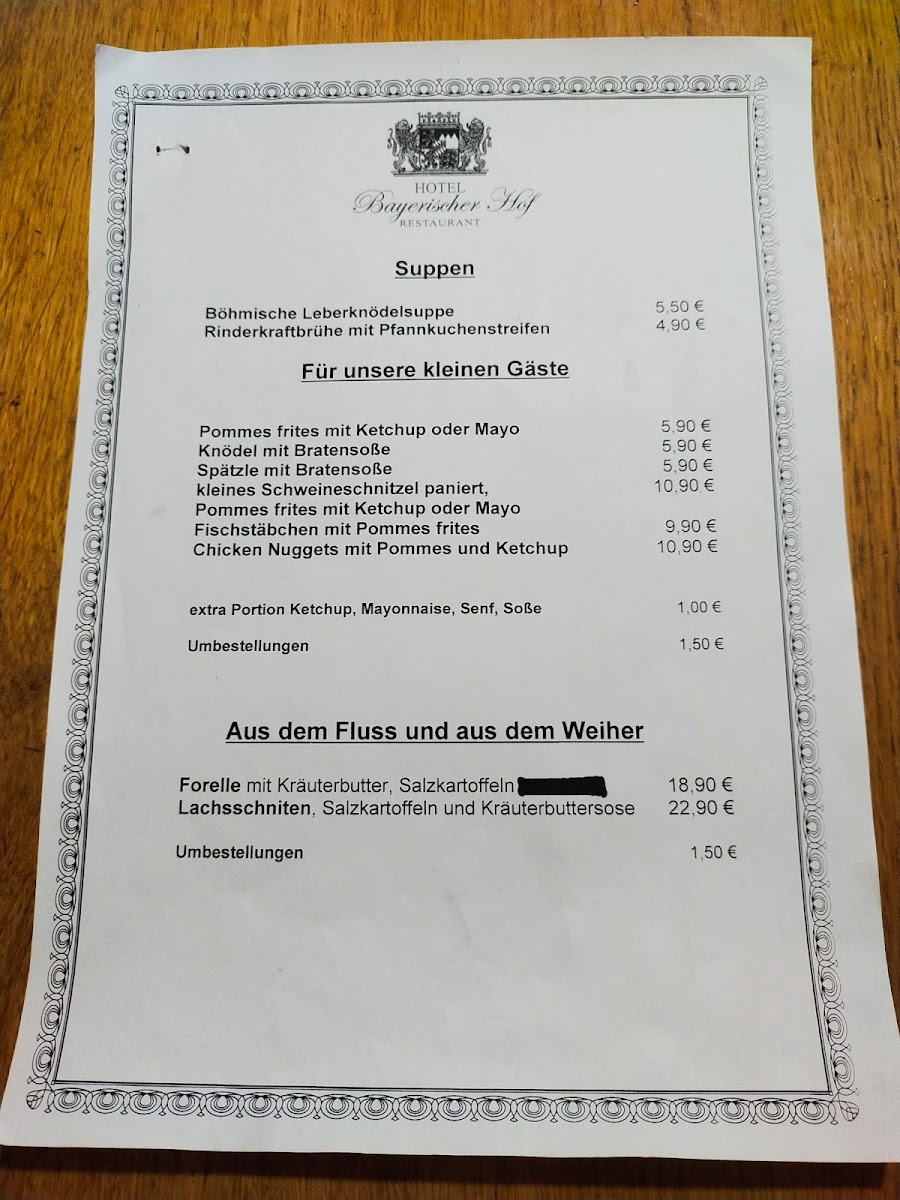 HOTEL
Bayerischer Hof
RESTAURANT
Suppen
Böhmische Leberknödelsuppe 5,50 €
Rinderkraftbrühe mit Pfannkuchenstreifen 4,90 €
Für unsere kleinen Gäste
Pommes frites mit Ketchup oder Mayo 5,90 €
Knödel mit Bratensoße 5,90 €
Spätzle mit Bratensoße 5,90 €
kleines Schweineschnitzel paniert, 10,90 €
Pommes frites mit Ketchup oder Mayo
Fischstäbchen mit Pommes frites 9,90 €
Chicken Nuggets mit Pommes und Ketchup 10,90 €
extra Portion Ketchup, Mayonnaise, Senf, Soße 1,00 €
Umbestellungen 1,50 €
Aus dem Fluss und aus dem Weiher
Forelle mit Kräuterbutter, Salzkartoffeln 18,90 €
Lachsschniten, Salzkartoffeln und Kräuterbuttersose 22,90 €
Umbestellungen 1,50 €